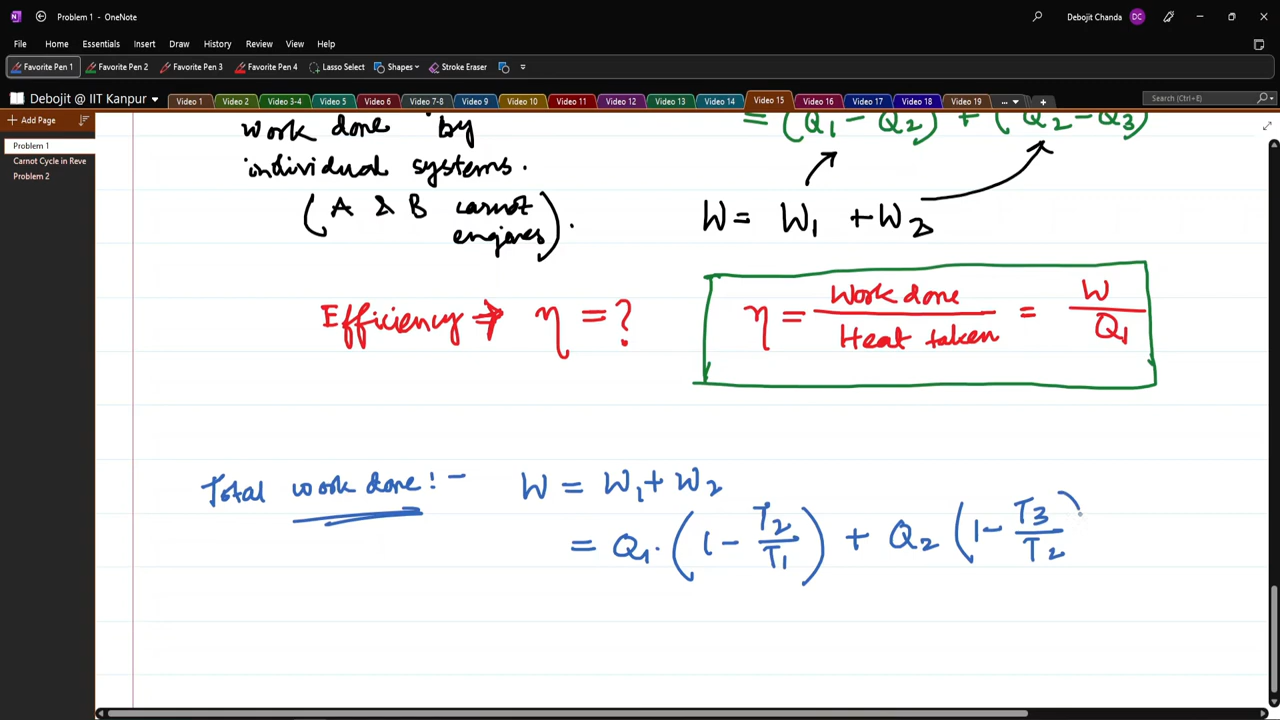 Problem 1 - OneNote
Debojit Chanda DC
File Home Essentials Insert Draw History Review View Help
Favorite Pen 1 Favorite Pen 2 Favorite Pen 3 Favorite Pen 4 Lasso Select Shapes Stroke Eraser
Debojit @ IIT Kanpur Video 1 Video 2 Video 3-4 Video 5 Video 6 Video 7-8 Video 9 Video 10 Video 11 Video 12 Video 13 Video 14 Video 15 Video 16 Video 17 Video 18 Video 19 ... + Search (Ctrl+E)
+ Add Page
Problem 1
Carnot Cycle in Reve
Problem 2
work done by
individual systems.
(A & B carnot
engines).
= (Q₁ - Q₂) + (Q₂ - Q₃)
W = W₁ + W₂
Efficiency → η = ?
η = Work done / Heat taken = W / Q₁
Total work done:- W = W₁ + W₂
= Q₁. (1 - T₂/T₁) + Q₂ (1 - T₃/T₂)